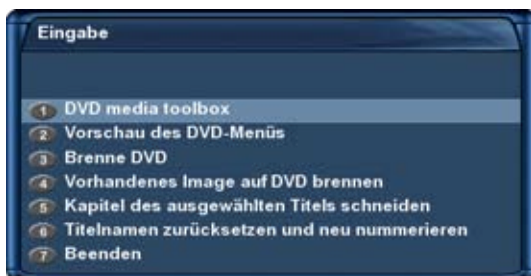 Eingabe
1 DVD media toolbox
2 Vorschau des DVD-Menüs
3 Brenne DVD
4 Vorhandenes Image auf DVD brennen
5 Kapitel des ausgewählten Titels schneiden
6 Titelnamen zurücksetzen und neu nummerieren
7 Beenden